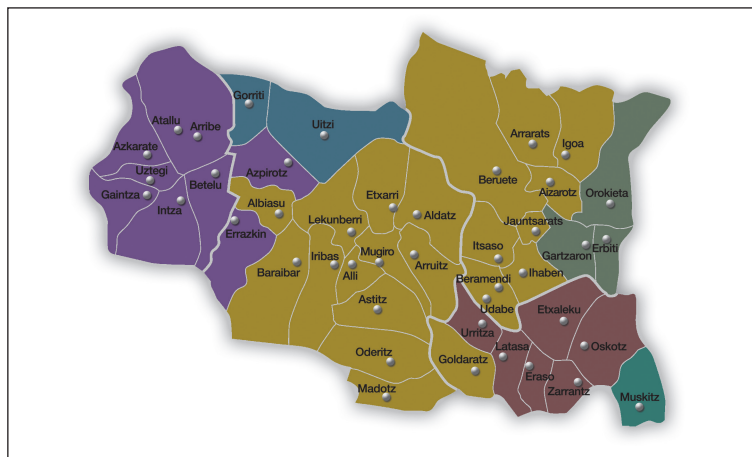 Gorriti
Uitzi
Atallu
Arribe
Azkarate
Uztegi
Gaintza
Intza
Betelu
Azpirotz
Errazkin
Albiasu
Etxarri
Aldatz
Lekunberri
Baraibar
Iribas
Alli
Mugiro
Arruitz
Astitz
Oderitz
Madotz
Goldaratz
Arrarats
Igoa
Beruete
Aizarotz
Orokieta
Jauntsarats
Itsaso
Gartzaron
Erbiti
Beramendi
Ihaben
Udabe
Urritza
Etxaleku
Latasa
Oskotz
Eraso
Zarrantz
Muskitz